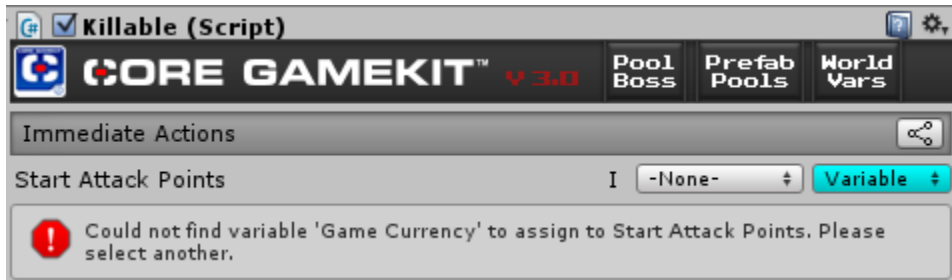 Killable (Script)
CORE GAMEKIT™ V 3.0
Pool Boss
Prefab Pools
World Vars
Immediate Actions
Start Attack Points I -None- Variable
Could not find variable 'Game Currency' to assign to Start Attack Points. Please
select another.